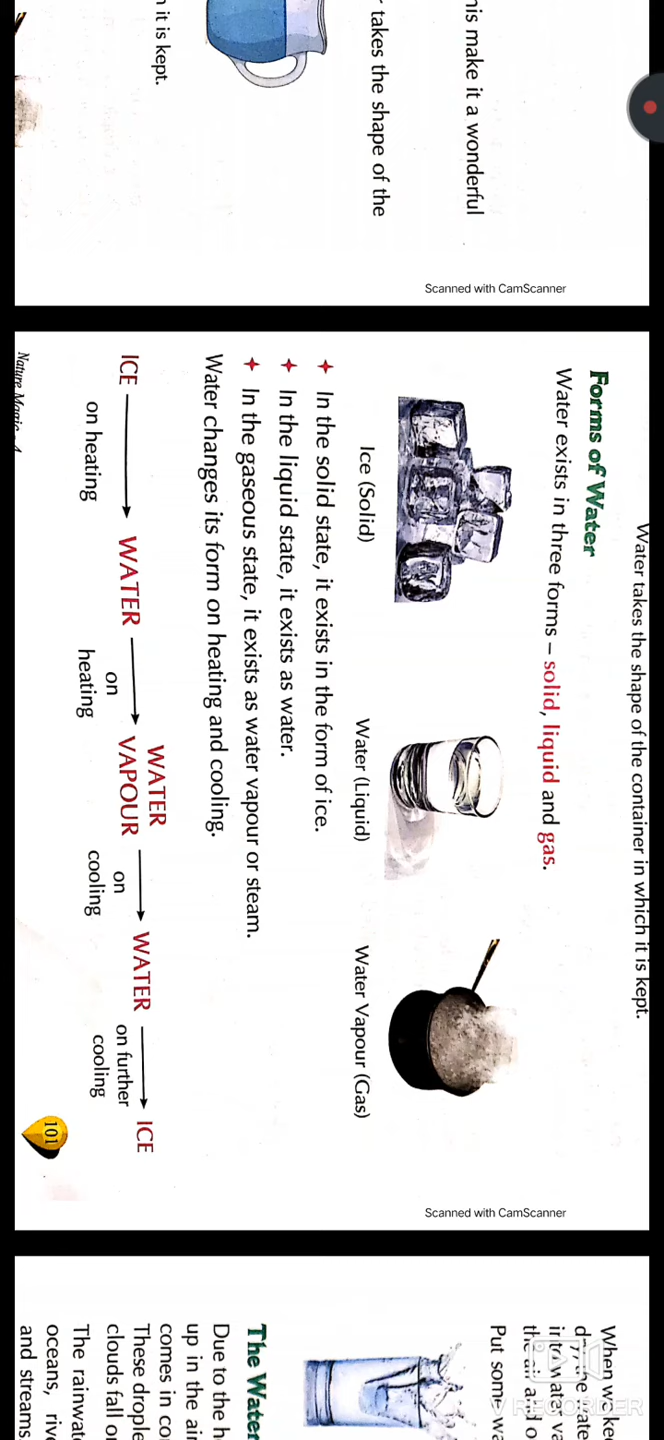 his make it a wonderful
takes the shape of the
it is kept.
Scanned with CamScanner
Water takes the shape of the container in which it is kept.
Forms of Water
Water exists in three forms – solid, liquid and gas.
Ice (Solid) Water (Liquid) Water Vapour (Gas)
✦ In the solid state, it exists in the form of ice.
✦ In the liquid state, it exists as water.
✦ In the gaseous state, it exists as water vapour or steam.
Water changes its form on heating and cooling.
ICE → WATER → WATER VAPOUR → WATER → ICE
on heating on heating on cooling on further cooling
101
Scanned with CamScanner
When we
the air and
Put some
The Water
Due to the
up in the air
comes in
These
clouds fall
The
oceans,
and streams
RECORDER